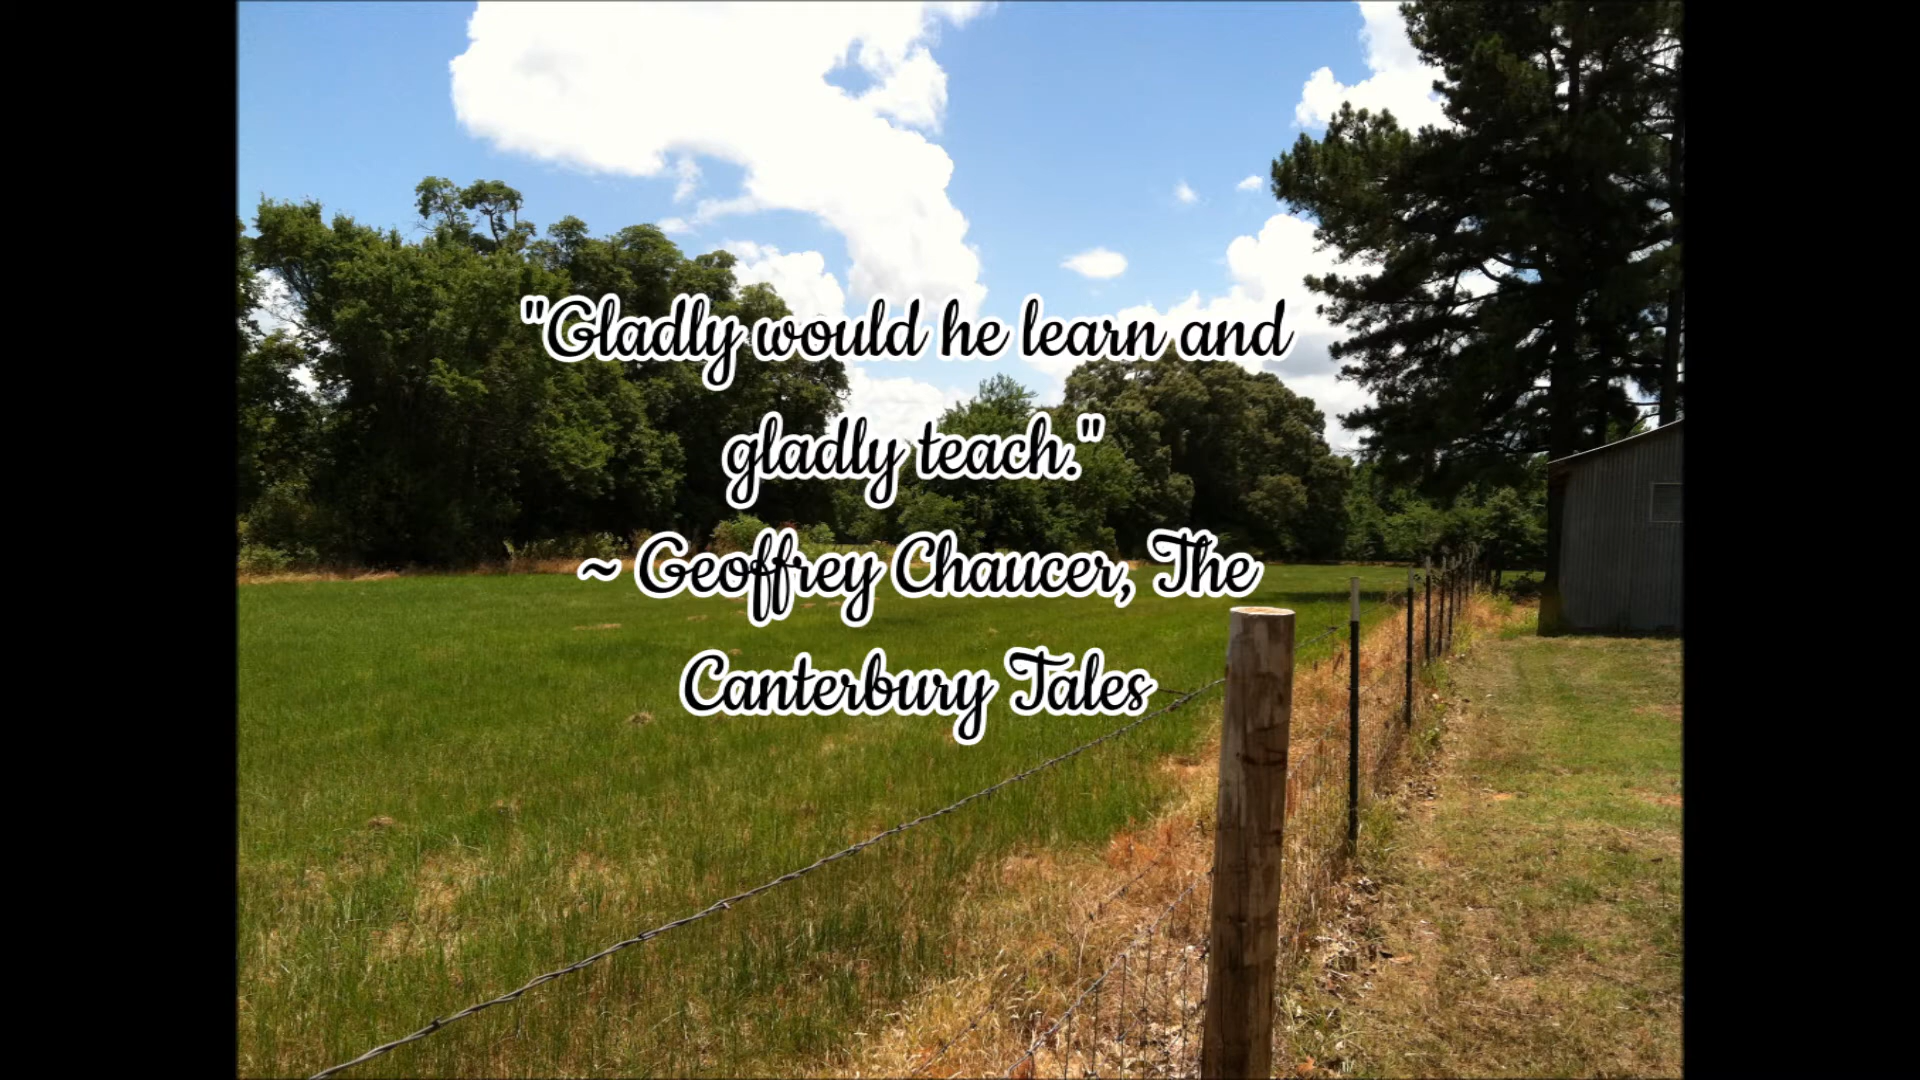 "Gladly would he learn and
gladly teach."
~ Geoffrey Chaucer, The
Canterbury Tales